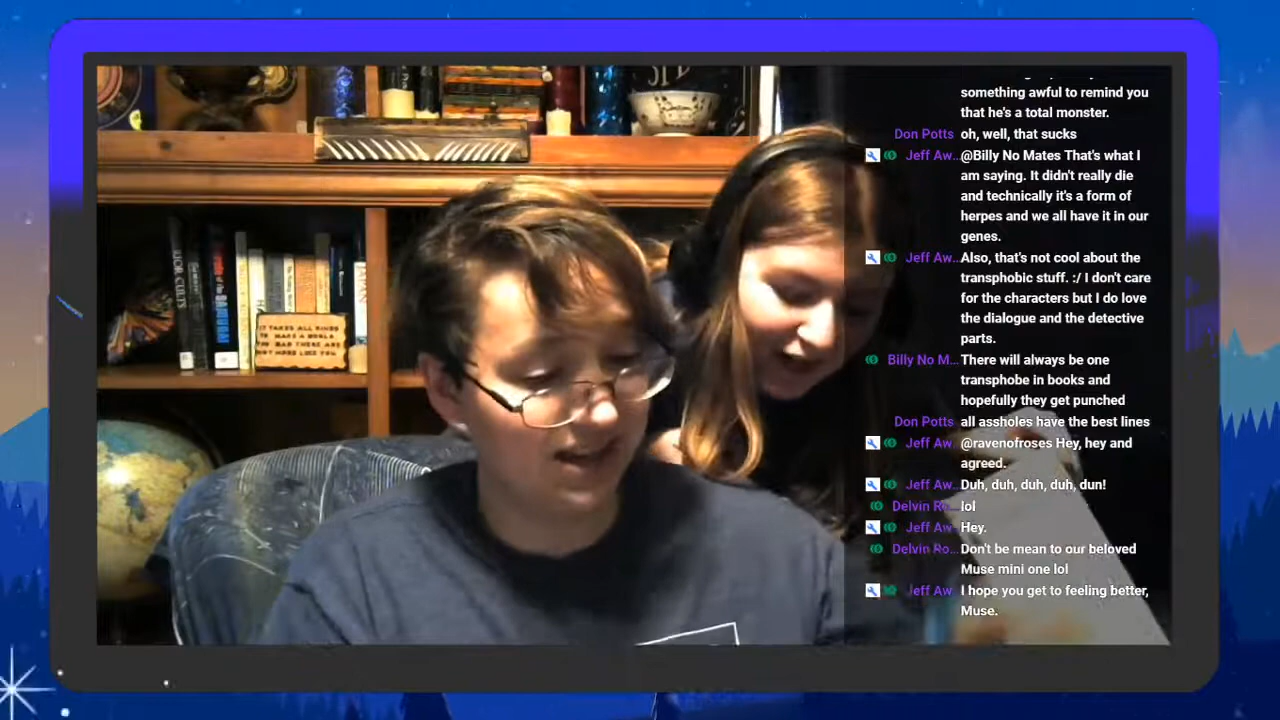 something awful to remind you
that he's a total monster.
Don Potts oh, well, that sucks
Jeff Aw... @Billy No Mates That's what I
am saying. It didn't really die
and technically it's a form of
herpes and we all have it in our
genes.
Jeff Aw... Also, that's not cool about the
transphobic stuff. :/ I don't care
for the characters but I do love
the dialogue and the detective
parts.
Billy No M... There will always be one
transphobe in books and
hopefully they get punched
Don Potts all assholes have the best lines
Jeff Aw... @ravenofroses Hey, hey and
agreed.
Jeff Aw... Duh, duh, duh, duh, dun!
Delvin Ro... lol
Jeff Aw... Hey.
Delvin Ro... Don't be mean to our beloved
Muse mini one lol
Jeff Aw... I hope you get to feeling better,
Muse.
CULTS
SAMURAI
IT TAKES ALL KINDS
TO MAKE A WORLD